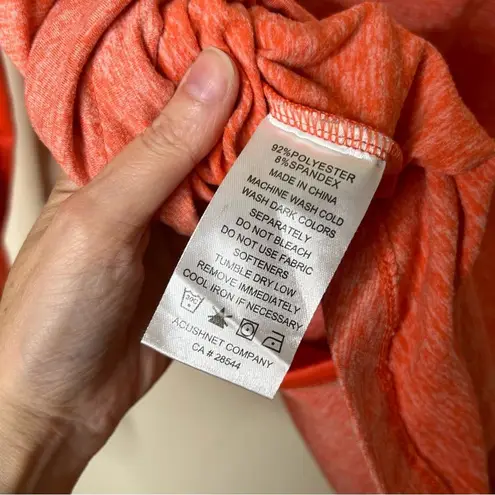 92%POLYESTER
8%SPANDEX
MADE IN CHINA
MACHINE WASH COLD
WASH DARK COLORS
SEPARATELY
DO NOT BLEACH
DO NOT USE FABRIC
SOFTENERS
TUMBLE DRY LOW
REMOVE IMMEDIATELY
COOL IRON IF NECESSARY
30C
ACUSHNET COMPANY
CA # 28544